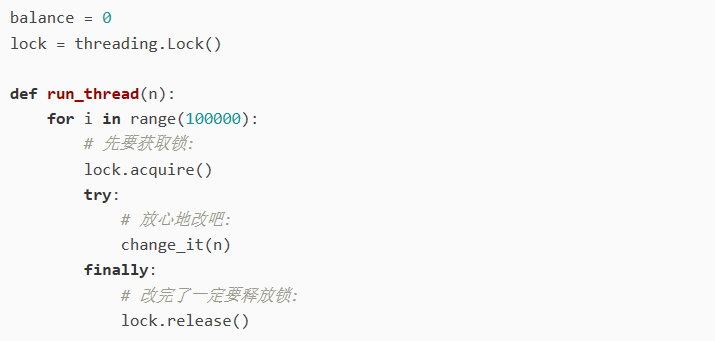 balance = 0
lock = threading.Lock()
def run_thread(n):
    for i in range(100000):
        # 先要获取锁:
        lock.acquire()
        try:
            # 放心地改吧:
            change_it(n)
        finally:
            # 改完了一定要释放锁:
            lock.release()